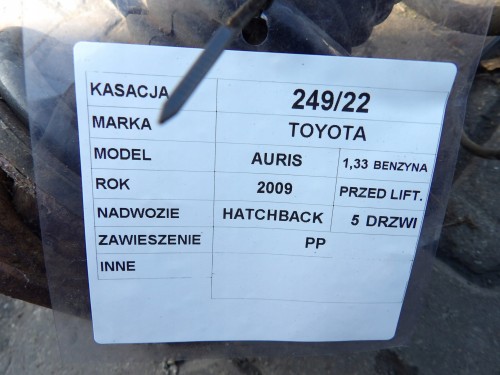 KASACJA 249/22
MARKA TOYOTA
MODEL AURIS 1,33 BENZYNA
ROK 2009 PRZED LIFT.
NADWOZIE HATCHBACK 5 DRZWI
ZAWIESZENIE PP
INNE